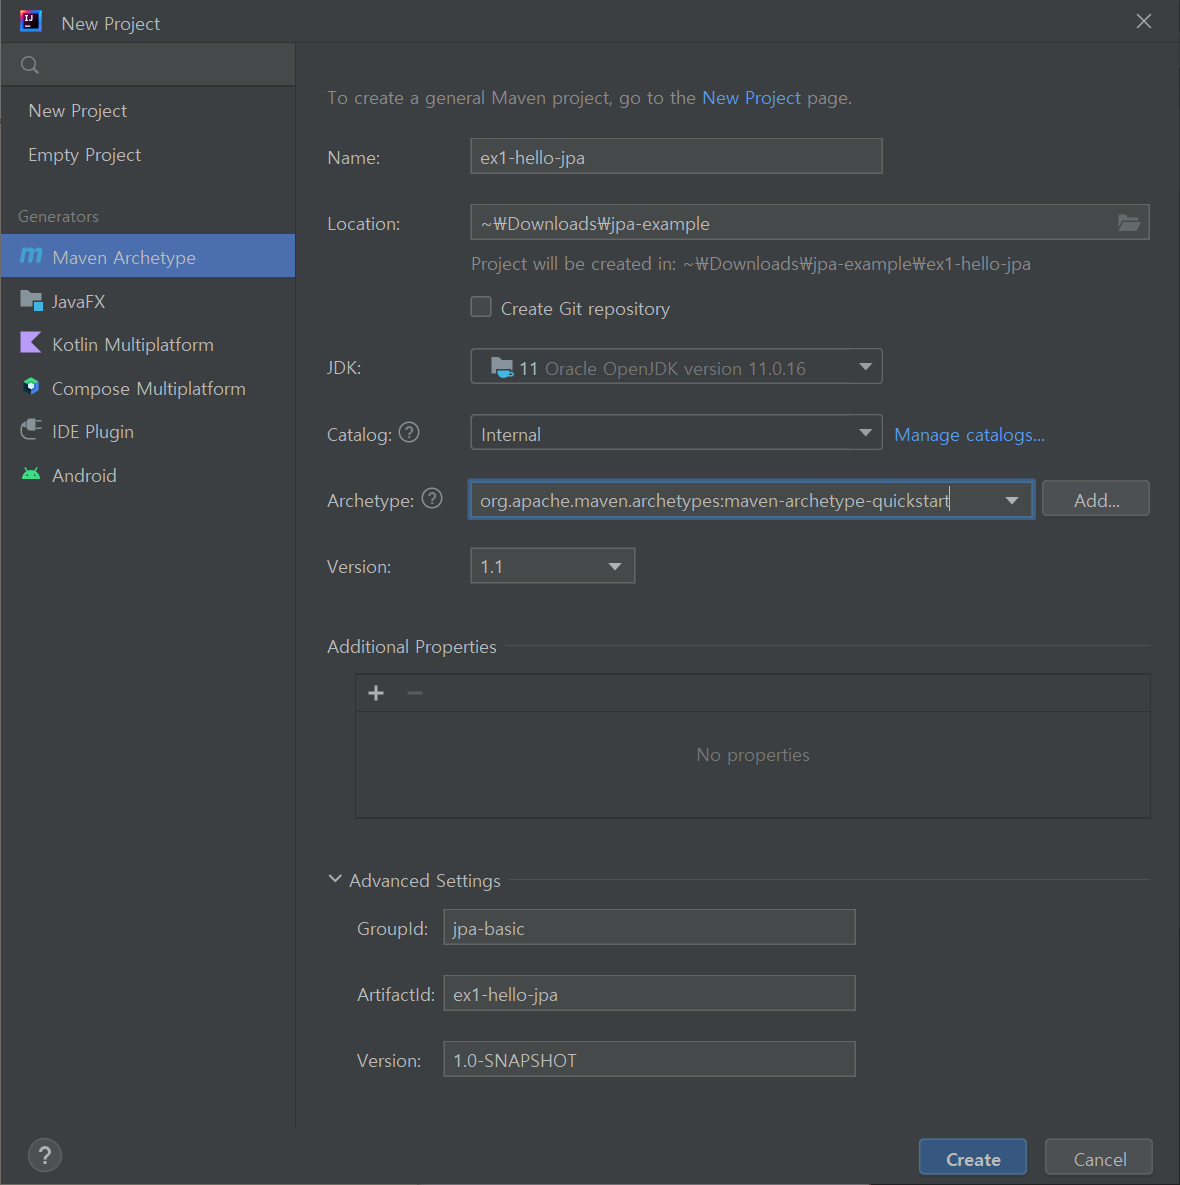 New Project
New Project
Empty Project
Generators
Maven Archetype
JavaFX
Kotlin Multiplatform
Compose Multiplatform
IDE Plugin
Android
To create a general Maven project, go to the New Project page.
Name: ex1-hello-jpa
Location: ~₩Downloads₩jpa-example
Project will be created in: ~₩Downloads₩jpa-example₩ex1-hello-jpa
Create Git repository
JDK: 11 Oracle OpenJDK version 11.0.16
Catalog: ? Internal Manage catalogs...
Archetype: ? org.apache.maven.archetypes:maven-archetype-quickstart Add...
Version: 1.1
Additional Properties
No properties
Advanced Settings
GroupId: jpa-basic
ArtifactId: ex1-hello-jpa
Version: 1.0-SNAPSHOT
? Create Cancel